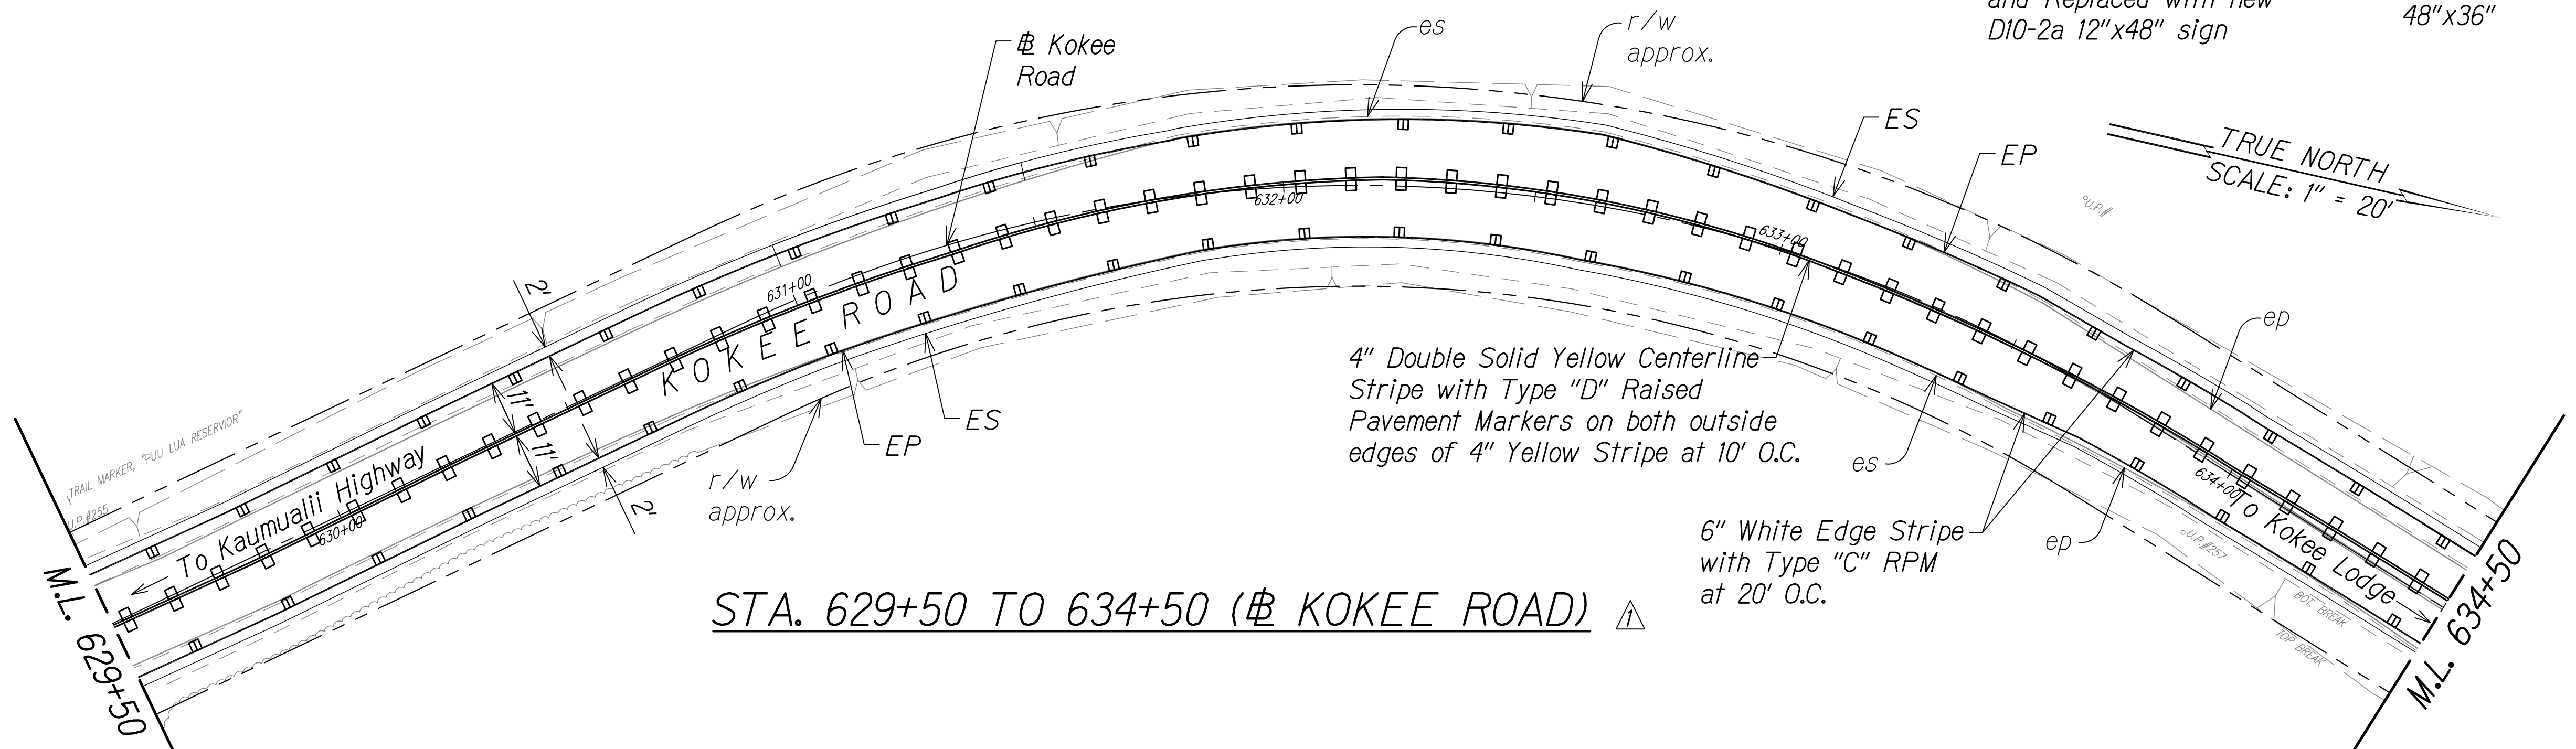 and Replaced with new
D10-2a 12"x48" sign
48"x36"
℄ Kokee
Road
es
r/w
approx.
ES
EP
TRUE NORTH
SCALE: 1" = 20'
U.P.#
632+00
633+00
631+00
2'
KOKEE ROAD
ep
4" Double Solid Yellow Centerline
Stripe with Type "D" Raised
Pavement Markers on both outside
edges of 4" Yellow Stripe at 10' O.C.
11'
11'
ES
EP
TRAIL MARKER, "PUU LUA RESERVIOR"
U.P.#255
To Kaumualii Highway
630+00
r/w
approx.
2'
es
634+00
To Kokee Lodge
6" White Edge Stripe
with Type "C" RPM
at 20' O.C.
ep
U.P.#257
BOT. BREAK
TOP
BREAK
M.L. 629+50
M.L. 634+50
STA. 629+50 TO 634+50 (℄ KOKEE ROAD)
1